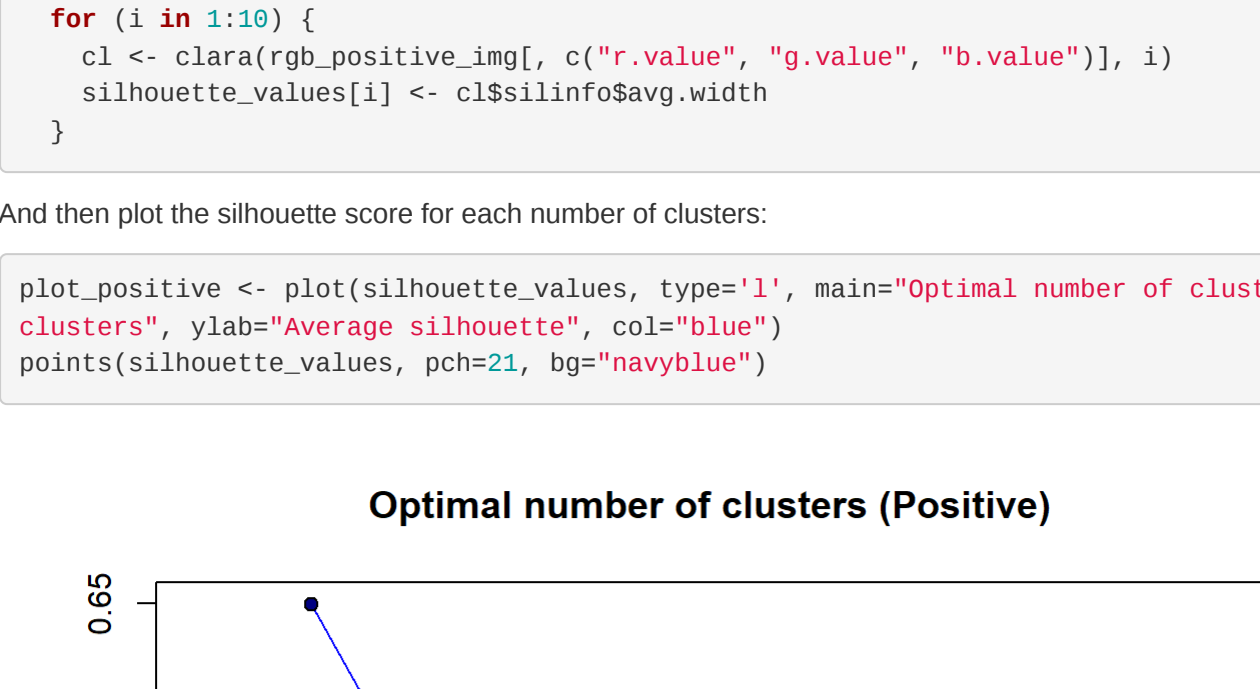 for (i in 1:10) {
cl <- clara(rgb_positive_img[, c("r.value", "g.value", "b.value")], i)
silhouette_values[i] <- cl$silinfo$avg.width
}
And then plot the silhouette score for each number of clusters:
plot_positive <- plot(silhouette_values, type='l', main="Optimal number of clust
clusters", ylab="Average silhouette", col="blue")
points(silhouette_values, pch=21, bg="navyblue")
Optimal number of clusters (Positive)
0.65